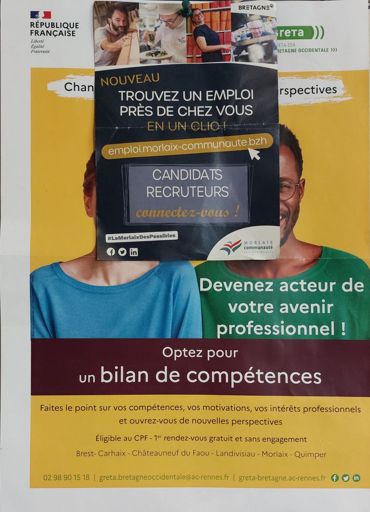 RÉPUBLIQUE
FRANÇAISE
Liberté
Égalité
Fraternité
BRETAGNE
greta
BRETAGNE OCCIDENTALE
Chan
rspectives
NOUVEAU
TROUVEZ UN EMPLOI
PRÈS DE CHEZ VOUS
EN UN CLIC !
emploi.morlaix-communaute.bzh
CANDIDATS
RECRUTEURS
connectez-vous !
#LaMorlaixDesPossibles
MORLAIX
communauté
Devenez acteur de
votre avenir
professionnel !
Optez pour
un bilan de compétences
Faites le point sur vos compétences, vos motivations, vos intérêts professionnels
et ouvrez-vous de nouvelles perspectives
Éligible au CPF - 1er rendez-vous gratuit et sans engagement
Brest- Carhaix - Châteauneuf du Faou - Landivisiau - Morlaix - Quimper
02 98 90 15 18 | greta.bretagneoccidentale@ac-rennes.fr | greta-bretagne.ac-rennes.fr